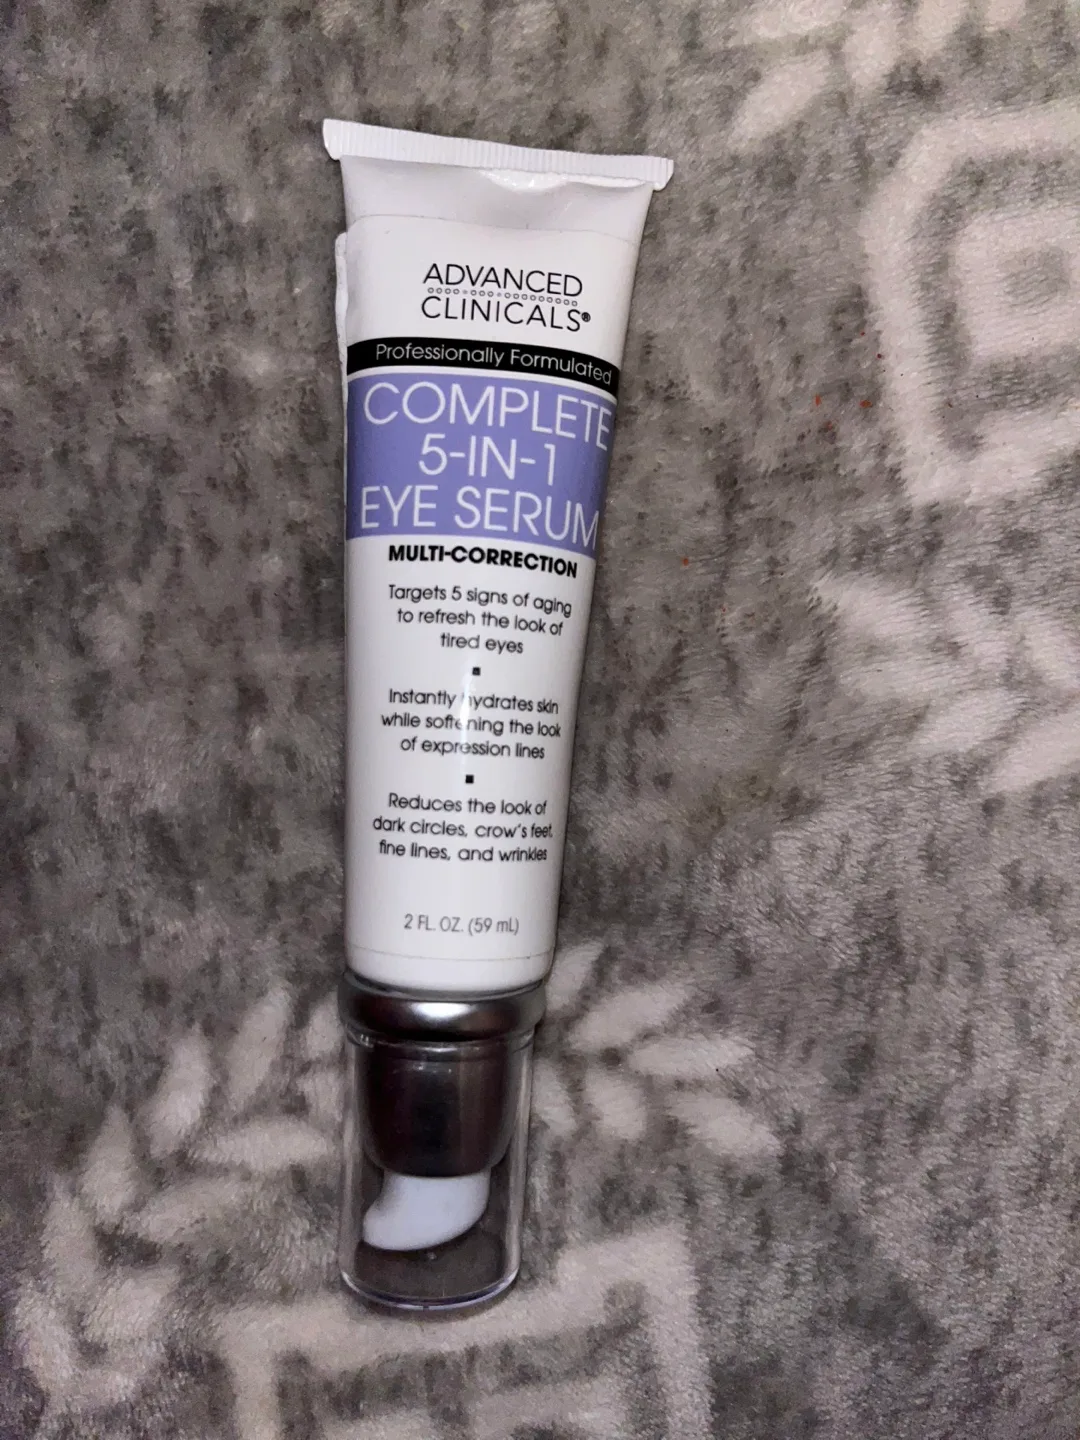 ADVANCED
CLINICALS®
Professionally Formulated
COMPLETE
5-IN-1
EYE SERUM
MULTI-CORRECTION
Targets 5 signs of aging
to refresh the look of
tired eyes
▪
Instantly hydrates skin
while softening the look
of expression lines
▪
Reduces the look of
dark circles, crow's feet,
fine lines, and wrinkles
2 FL. OZ. (59 mL)